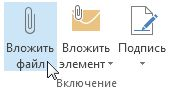 Вложить файл
Вложить элемент
Подпись
Включение